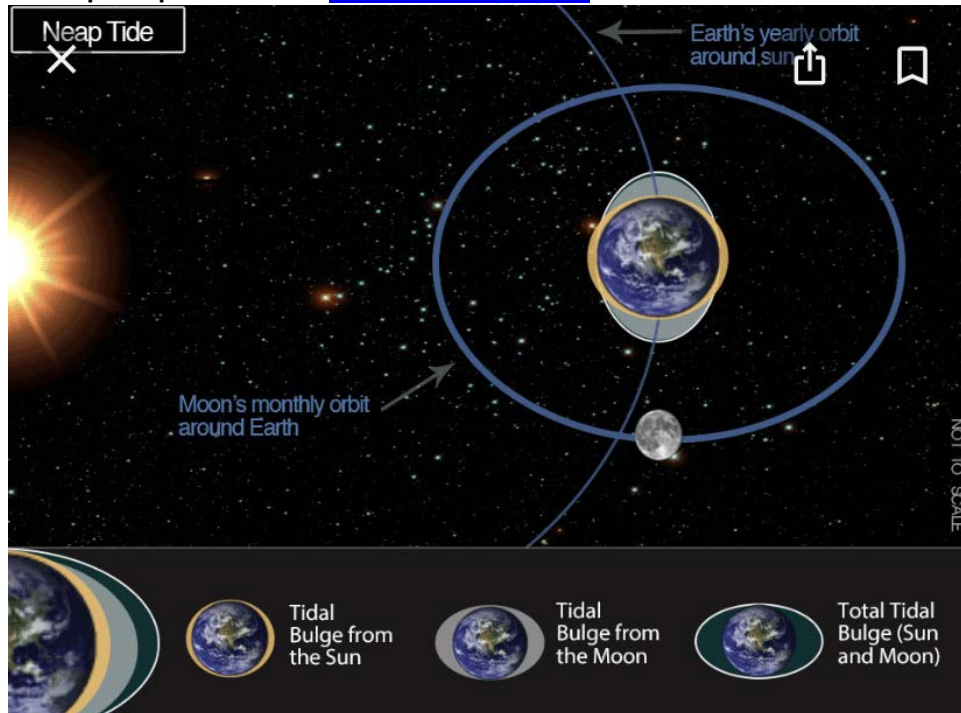 Neap Tide
Earth's yearly orbit
around sun
Moon's monthly orbit
around Earth
NOT TO SCALE
Tidal
Bulge from
the Sun
Tidal
Bulge from
the Moon
Total Tidal
Bulge (Sun
and Moon)